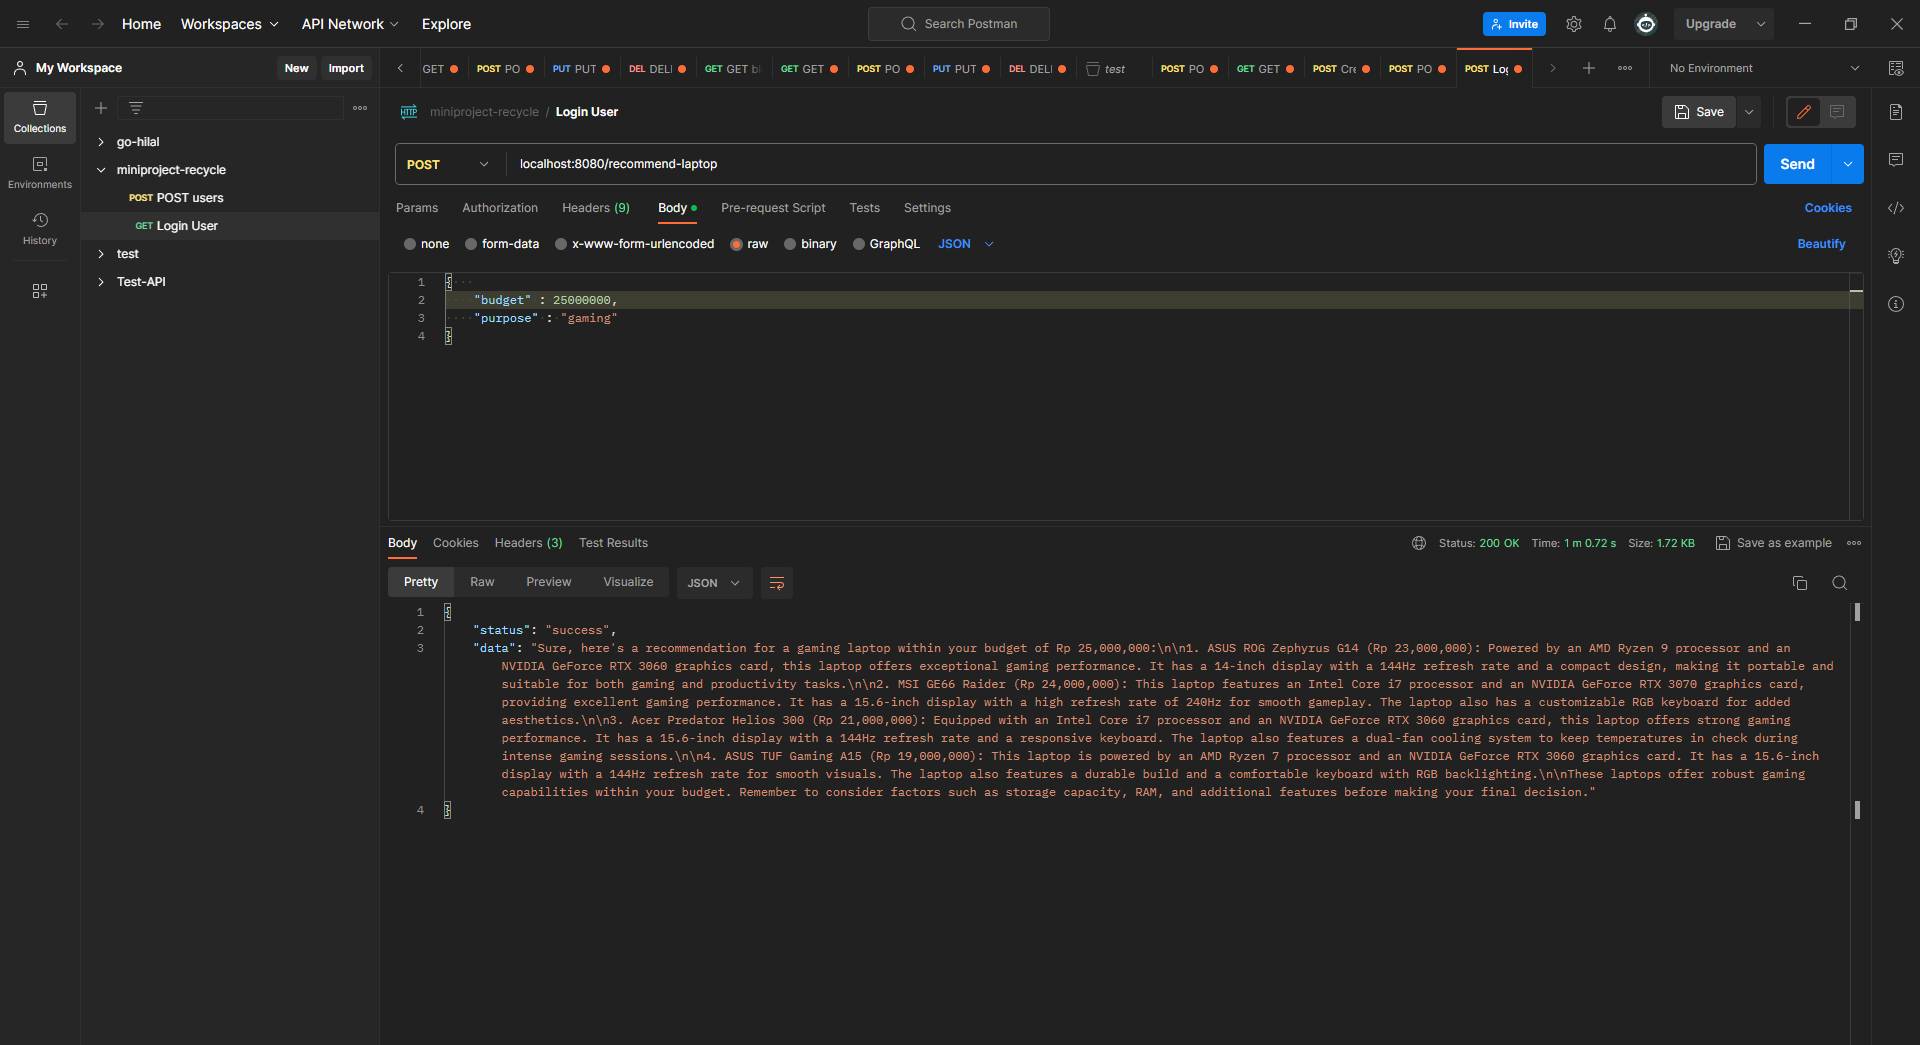 Home Workspaces API Network Explore Search Postman Invite Upgrade
My Workspace New Import GET POST PO PUT PUT DEL DELI GET GET GET POST PO PUT PUT DEL DELI test POST PO GET GET POST Cre POST PO POST Log No Environment
Collections
Environments
History
go-hilal
miniproject-recycle
POST POST users
GET Login User
test
Test-API
HTTP miniproject-recycle / Login User Save
POST localhost:8080/recommend-laptop Send
Params Authorization Headers (9) Body Pre-request Script Tests Settings Cookies
none form-data x-www-form-urlencoded raw binary GraphQL JSON Beautify
1 {
2 "budget" : 25000000,
3 "purpose" : "gaming"
4 }
Body Cookies Headers (3) Test Results Status: 200 OK Time: 1 m 0.72 s Size: 1.72 KB Save as example
Pretty Raw Preview Visualize JSON
1 {
2 "status": "success",
3 "data": "Sure, here's a recommendation for a gaming laptop within your budget of Rp 25,000,000:\n\n1. ASUS ROG Zephyrus G14 (Rp 23,000,000): Powered by an AMD Ryzen 9 processor and an
NVIDIA GeForce RTX 3060 graphics card, this laptop offers exceptional gaming performance. It has a 14-inch display with a 144Hz refresh rate and a compact design, making it portable and
suitable for both gaming and productivity tasks.\n\n2. MSI GE66 Raider (Rp 24,000,000): This laptop features an Intel Core i7 processor and an NVIDIA GeForce RTX 3070 graphics card,
providing excellent gaming performance. It has a 15.6-inch display with a high refresh rate of 240Hz for smooth gameplay. The laptop also has a customizable RGB keyboard for added
aesthetics.\n\n3. Acer Predator Helios 300 (Rp 21,000,000): Equipped with an Intel Core i7 processor and an NVIDIA GeForce RTX 3060 graphics card, this laptop offers strong gaming
performance. It has a 15.6-inch display with a 144Hz refresh rate and a responsive keyboard. The laptop also features a dual-fan cooling system to keep temperatures in check during
intense gaming sessions.\n\n4. ASUS TUF Gaming A15 (Rp 19,000,000): This laptop is powered by an AMD Ryzen 7 processor and an NVIDIA GeForce RTX 3060 graphics card. It has a 15.6-inch
display with a 144Hz refresh rate for smooth visuals. The laptop also features a durable build and a comfortable keyboard with RGB backlighting.\n\nThese laptops offer robust gaming
capabilities within your budget. Remember to consider factors such as storage capacity, RAM, and additional features before making your final decision."
4 }